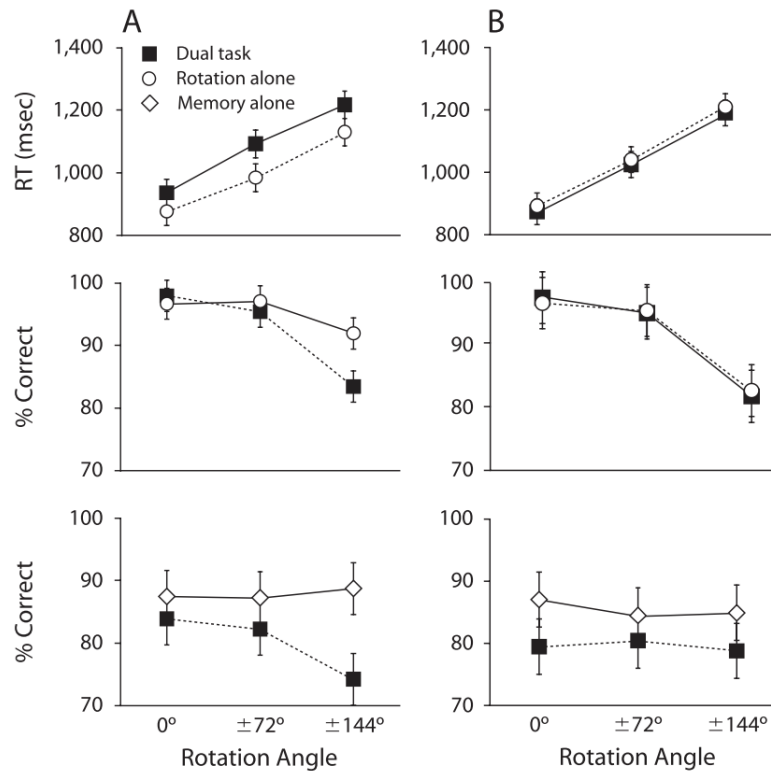 A
B
1,400
1,200
1,000
800
RT (msec)
Dual task
Rotation alone
Memory alone
1,400
1,200
1,000
800
100
90
80
70
% Correct
100
90
80
70
100
90
80
70
% Correct
0º
±72º
±144º
Rotation Angle
100
90
80
70
0º
±72º
±144º
Rotation Angle